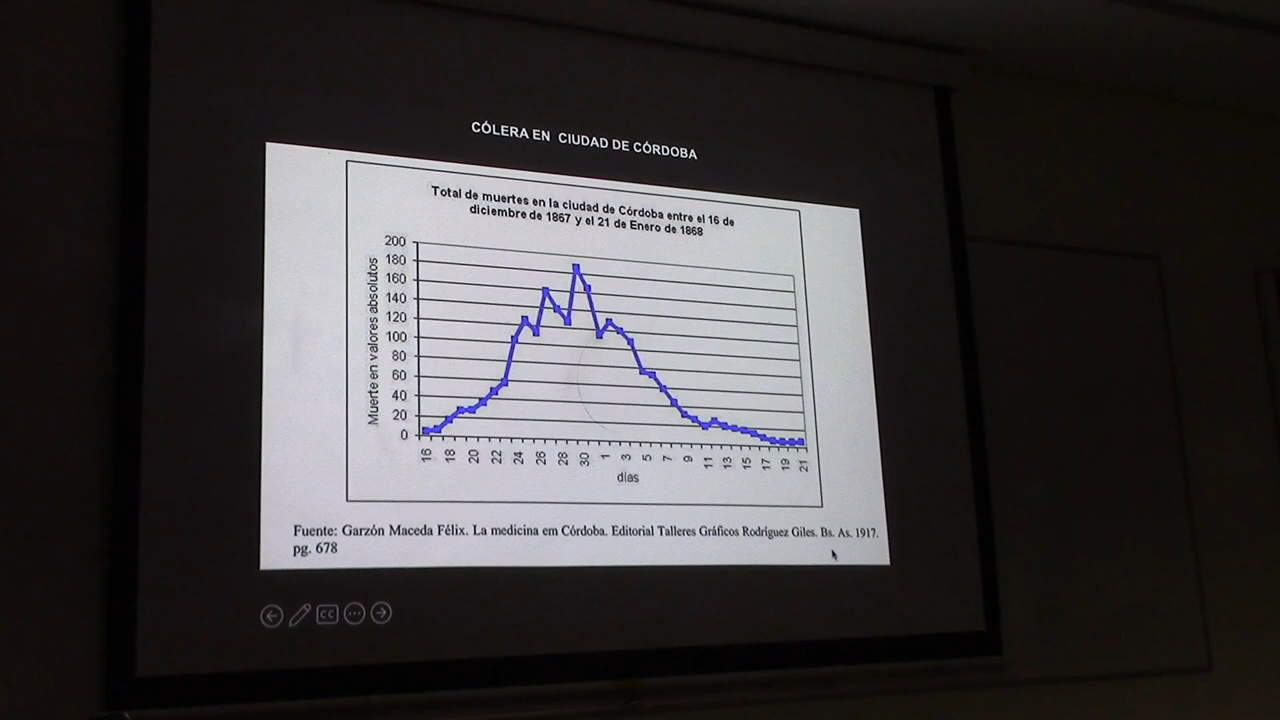 CÓLERA EN CIUDAD DE CÓRDOBA
Total de muertes en la ciudad de Córdoba entre el 16 de
diciembre de 1867 y el 21 de Enero de 1868
Muerte en valores absolutos
200
180
160
140
120
100
80
60
40
20
0
16 18 20 22 24 26 28 30 1 3 5 7 9 11 13 15 17 19 21
días
Fuente: Garzón Maceda Félix. La medicina em Córdoba. Editorial Talleres Gráficos Rodríguez Giles. Bs. As. 1917.
pg. 678
CC